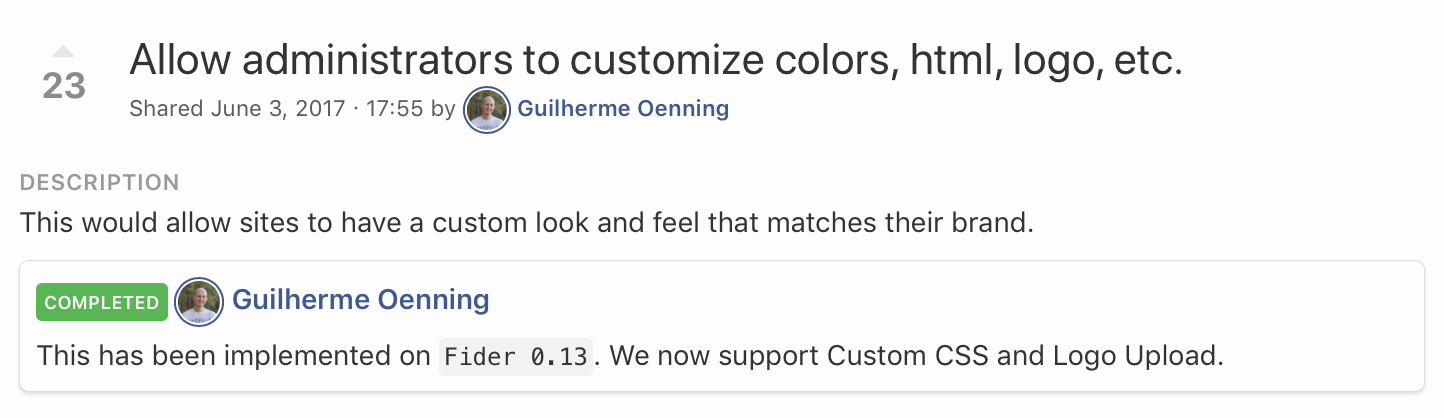 Allow administrators to customize colors, html, logo, etc.
23
Shared June 3, 2017 · 17:55 by Guilherme Oenning
DESCRIPTION
This would allow sites to have a custom look and feel that matches their brand.
COMPLETED Guilherme Oenning
This has been implemented on Fider 0.13. We now support Custom CSS and Logo Upload.